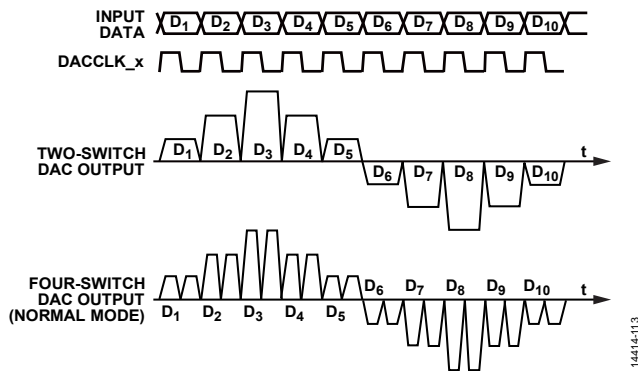 INPUT DATA D1 D2 D3 D4 D5 D6 D7 D8 D9 D10
DACCLK_x
TWO-SWITCH DAC OUTPUT D1 D2 D3 D4 D5 D6 D7 D8 D9 D10 t
FOUR-SWITCH DAC OUTPUT (NORMAL MODE) D1 D2 D3 D4 D5 D6 D7 D8 D9 D10 t
14414-113